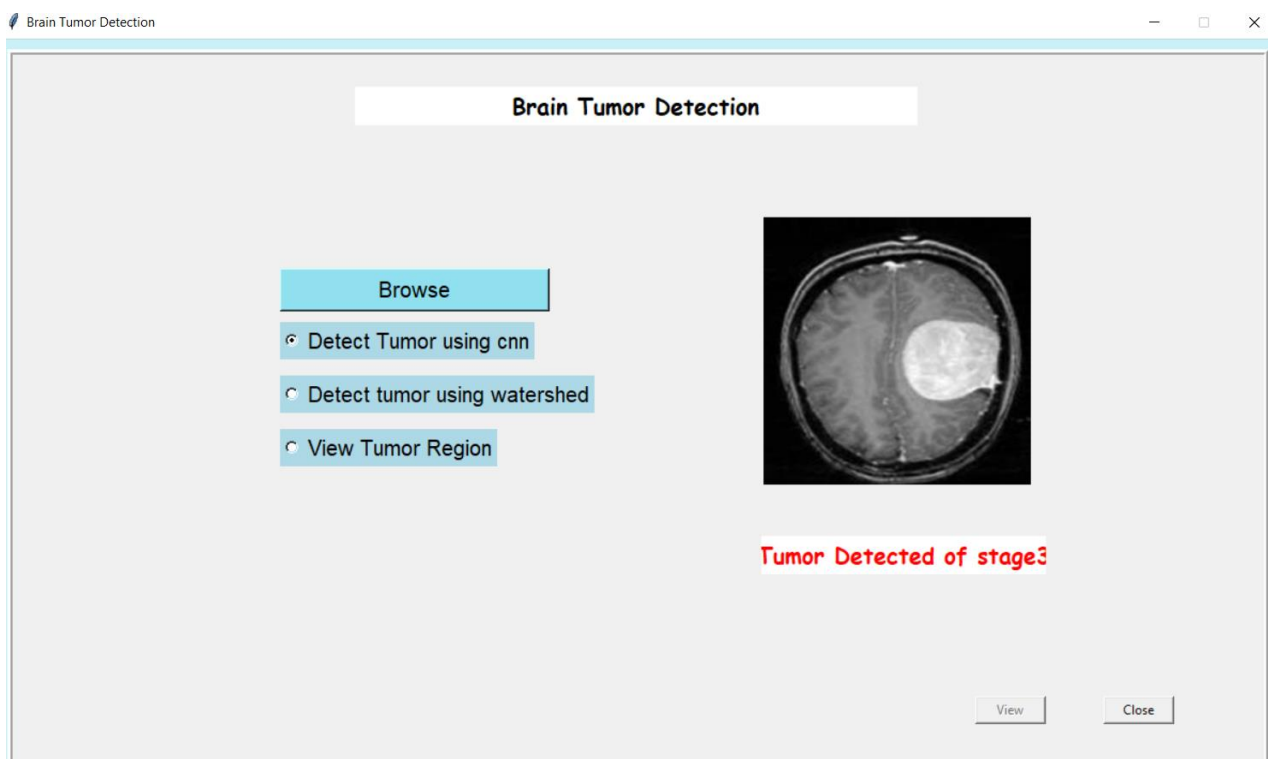 Brain Tumor Detection
Brain Tumor Detection
Browse
Detect Tumor using cnn
Detect tumor using watershed
View Tumor Region
Tumor Detected of stage3
View
Close